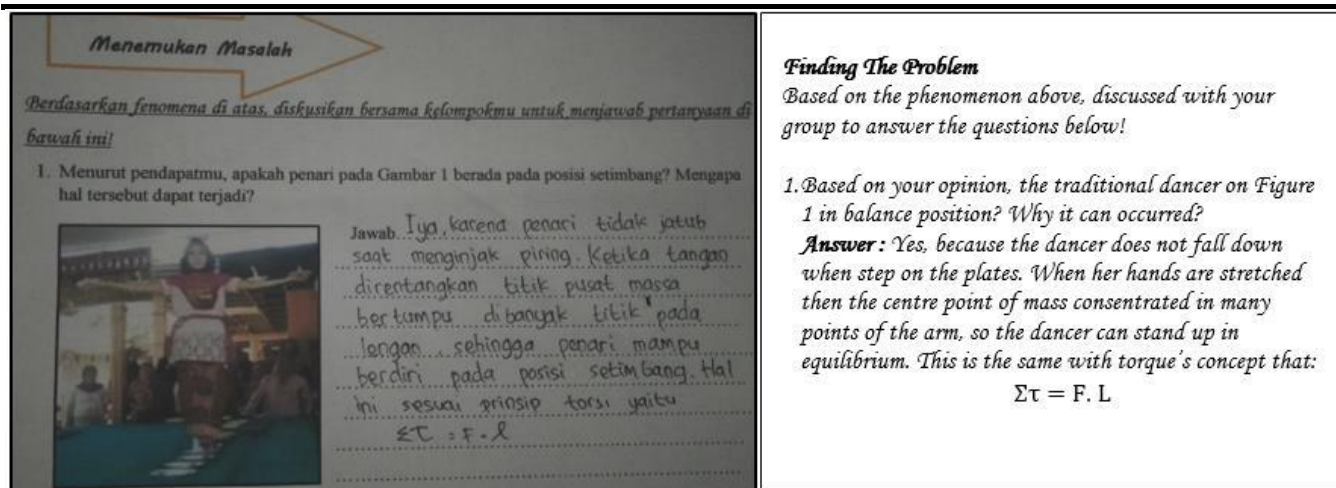 Menemukan Masalah
Berdasarkan fenomena di atas, diskusikan bersama kelompokmu untuk menjawab pertanyaan di
bawah ini!
1. Menurut pendapatmu, apakah penari pada Gambar 1 berada pada posisi setimbang? Mengapa
hal tersebut dapat terjadi?
Jawab Iya, karena penari tidak jatuh
saat menginjak piring. Ketika tangan
direntangkan titik pusat massa
bertumpu dibanyak titik" pada
lengan, sehingga penari mampu
berdiri pada posisi setimbang. Hal
ini sesuai prinsip torsi yaitu
Στ = F . l
Finding The Problem
Based on the phenomenon above, discussed with your
group to answer the questions below!
1. Based on your opinion, the traditional dancer on Figure
1 in balance position? Why it can occurred?
Answer : Yes, because the dancer does not fall down
when step on the plates. When her hands are stretched
then the centre point of mass consentrated in many
points of the arm, so the dancer can stand up in
equilibrium. This is the same with torque's concept that:
Στ = F. L